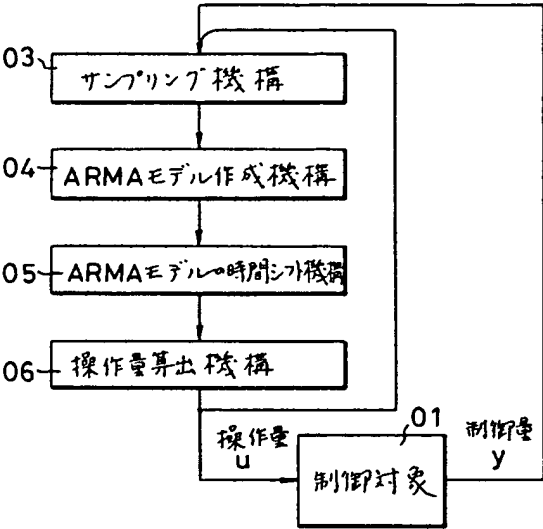 03
サンプリング機構
04
ARMAモデル作成機構
05
ARMAモデルの時間シフト機構
06
操作量算出機構
操作量
u
01
制御対象
制御量
y